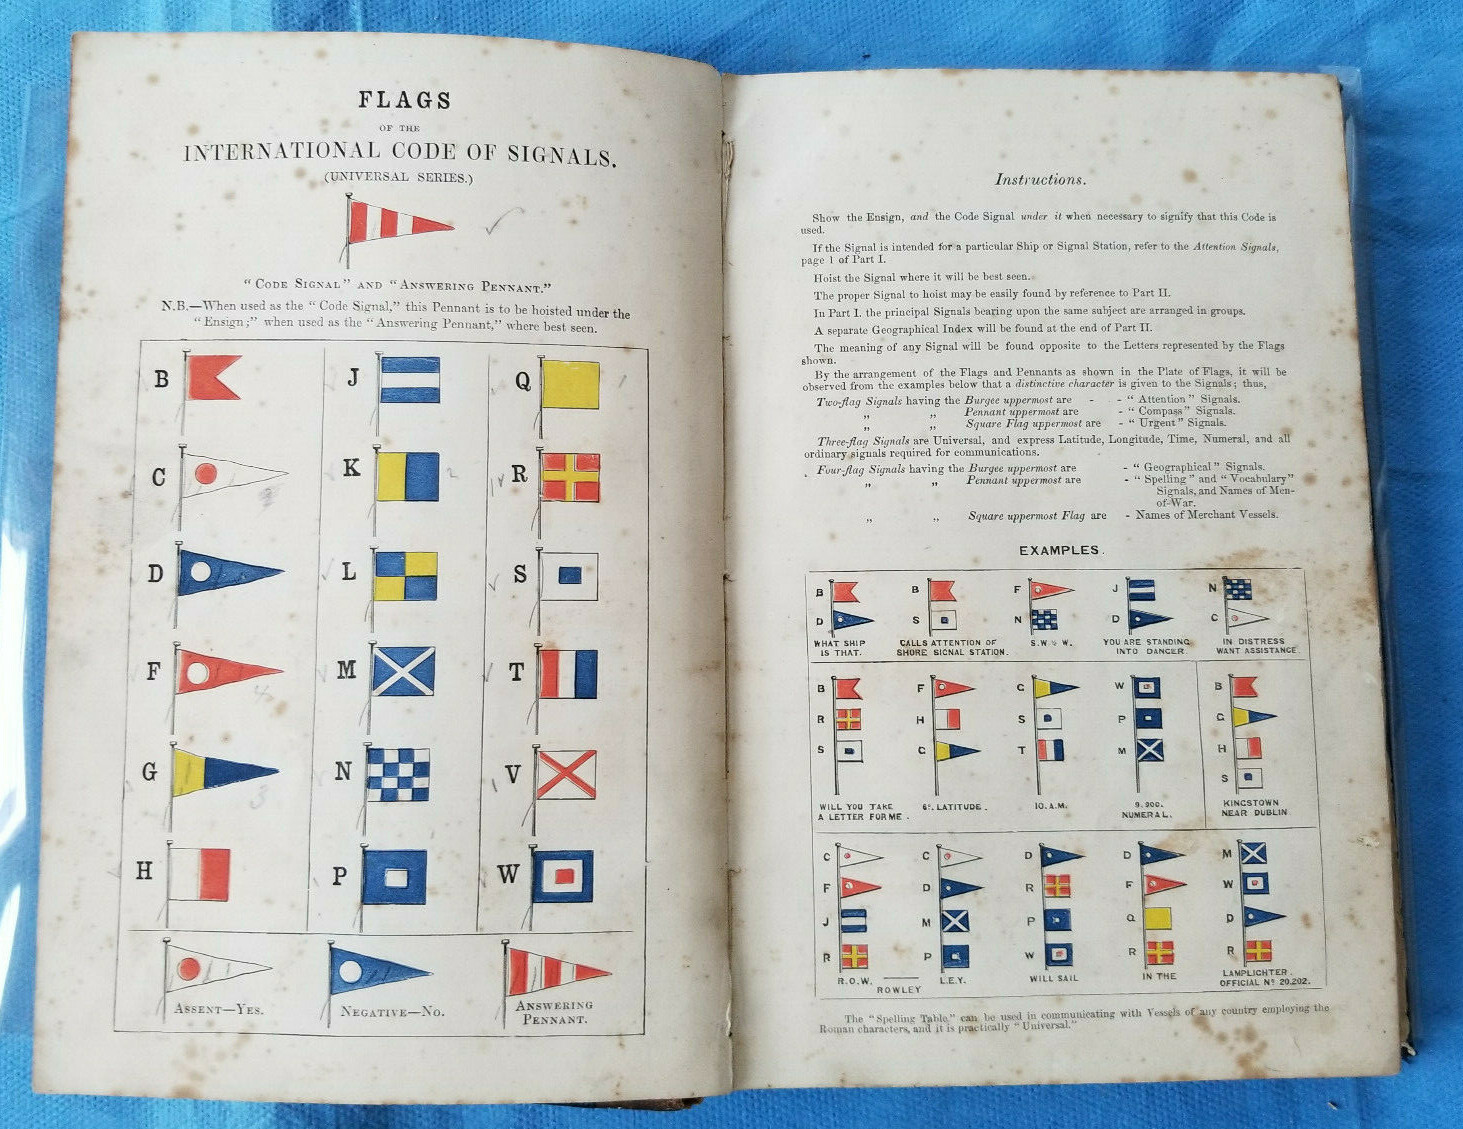 FLAGS
OF THE
INTERNATIONAL CODE OF SIGNALS.
(UNIVERSAL SERIES.)
"CODE SIGNAL" AND "ANSWERING PENNANT."
N.B.—When used as the "Code Signal," this Pennant is to be hoisted under the
"Ensign;" when used as the "Answering Pennant," where best seen.
B J Q
C K R
D L S
F M T
G N V
H P W
ASSENT—YES.
NEGATIVE—NO.
ANSWERING
PENNANT.
Instructions.
Show the Ensign, and the Code Signal under it when necessary to signify that this Code is
used.
If the Signal is intended for a particular Ship or Signal Station, refer to the Attention Signals,
page 1 of Part I.
Hoist the Signal where it will be best seen.
The proper Signal to hoist may be easily found by reference to Part II.
In Part I. the principal Signals bearing upon the same subject are arranged in groups.
A separate Geographical Index will be found at the end of Part II.
The meaning of any Signal will be found opposite to the Letters represented by the Flags
shown.
By the arrangement of the Flags and Pennants as shown in the Plate of Flags, it will be
observed from the examples below that a distinctive character is given to the Signals; thus,
Two-flag Signals having the Burgee uppermost are - - "Attention" Signals.
„ „ Pennant uppermost are - "Compass" Signals.
„ „ Square Flag uppermost are - "Urgent" Signals.
Three-flag Signals are Universal, and express Latitude, Longitude, Time, Numeral, and all
ordinary signals required for communications.
Four-flag Signals having the Burgee uppermost are - "Geographical" Signals.
„ „ Pennant uppermost are - "Spelling" and "Vocabulary"
Signals, and Names of Men-
of-War.
„ „ Square uppermost Flag are - Names of Merchant Vessels.
EXAMPLES.
B B F J N
D S N D C
WHAT SHIP
IS THAT.
CALLS ATTENTION OF
SHORE SIGNAL STATION.
YOU ARE STANDING
INTO DANGER.
IN DISTRESS
WANT ASSISTANCE
B F G W B
R H S P G
S G T M H
S
WILL YOU TAKE
A LETTER FOR ME.
6°. LATITUDE.
10. A.M.
9.900.
NUMERAL.
KINGSTOWN
NEAR DUBLIN
C C D D M
F D R F W
J M P Q D
R P W R R
R.O.W. L.E.Y.
ROWLEY
WILL SAIL
IN THE
LAMPLICHTER.
OFFICIAL Nº 20.202.
The "Spelling Table," can be used in communicating with Vessels of any country employing the
Roman characters, and it is practically "Universal."